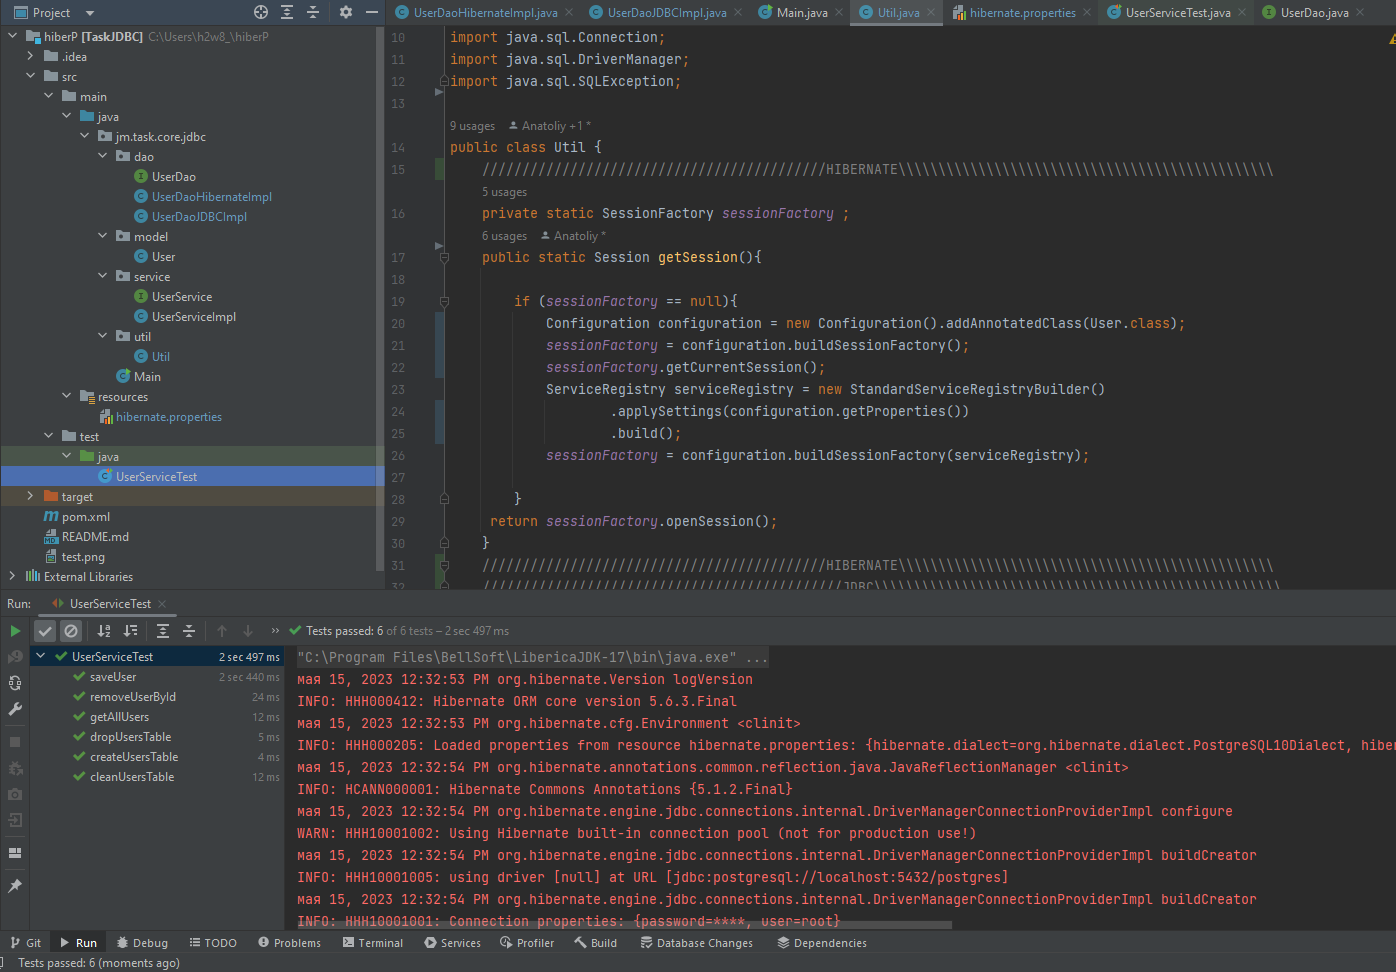 Project
UserDaoHibernateImpl.java
UserDaoJDBCImpl.java
Main.java
Util.java
hibernate.properties
UserServiceTest.java
UserDao.java
hiberP [TaskJDBC] C:\Users\h2w8_\hiberP
.idea
src
main
java
jm.task.core.jdbc
dao
UserDao
UserDaoHibernateImpl
UserDaoJDBCImpl
model
User
service
UserService
UserServiceImpl
util
Util
Main
resources
hibernate.properties
test
java
UserServiceTest
target
pom.xml
README.md
test.png
External Libraries
10 import java.sql.Connection;
11 import java.sql.DriverManager;
12 import java.sql.SQLException;
13
9 usages Anatoliy +1 *
14 public class Util {
15 ///////////////////////////////////////////HIBERNATE\\\\\\\\\\\\\\\\\\\\\\\\\\\\\\\\\\\\\\\\\\\\\\\
5 usages
16 private static SessionFactory sessionFactory ;
6 usages Anatoliy *
17 public static Session getSession(){
18
19 if (sessionFactory == null){
20 Configuration configuration = new Configuration().addAnnotatedClass(User.class);
21 sessionFactory = configuration.buildSessionFactory();
22 sessionFactory.getCurrentSession();
23 ServiceRegistry serviceRegistry = new StandardServiceRegistryBuilder()
24 .applySettings(configuration.getProperties())
25 .build();
26 sessionFactory = configuration.buildSessionFactory(serviceRegistry);
27
28 }
29 return sessionFactory.openSession();
30 }
31 ///////////////////////////////////////////HIBERNATE\\\\\\\\\\\\\\\\\\\\\\\\\\\\\\\\\\\\\\\\\\\\\\\
32 /////////////////////////////////////////////JDBC\\\\\\\\\\\\\\\\\\\\\\\\\\\\\\\\\\\\\\\\\\\\\\\\\\\
Run: UserServiceTest
Tests passed: 6 of 6 tests – 2 sec 497 ms
UserServiceTest 2 sec 497 ms
saveUser 2 sec 440 ms
removeUserById 24 ms
getAllUsers 12 ms
dropUsersTable 5 ms
createUsersTable 4 ms
cleanUsersTable 12 ms
"C:\Program Files\BellSoft\LibericaJDK-17\bin\java.exe" ...
мая 15, 2023 12:32:53 PM org.hibernate.Version logVersion
INFO: HHH000412: Hibernate ORM core version 5.6.3.Final
мая 15, 2023 12:32:53 PM org.hibernate.cfg.Environment <clinit>
INFO: HHH000205: Loaded properties from resource hibernate.properties: {hibernate.dialect=org.hibernate.dialect.PostgreSQL10Dialect, hiber
мая 15, 2023 12:32:54 PM org.hibernate.annotations.common.reflection.java.JavaReflectionManager <clinit>
INFO: HCANN000001: Hibernate Commons Annotations {5.1.2.Final}
мая 15, 2023 12:32:54 PM org.hibernate.engine.jdbc.connections.internal.DriverManagerConnectionProviderImpl configure
WARN: HHH10001002: Using Hibernate built-in connection pool (not for production use!)
мая 15, 2023 12:32:54 PM org.hibernate.engine.jdbc.connections.internal.DriverManagerConnectionProviderImpl buildCreator
INFO: HHH10001005: using driver [null] at URL [jdbc:postgresql://localhost:5432/postgres]
мая 15, 2023 12:32:54 PM org.hibernate.engine.jdbc.connections.internal.DriverManagerConnectionProviderImpl buildCreator
INFO: HHH10001001: Connection properties: {password=****, user=root}
Git
Run
Debug
TODO
Problems
Terminal
Services
Profiler
Build
Database Changes
Dependencies
Tests passed: 6 (moments ago)